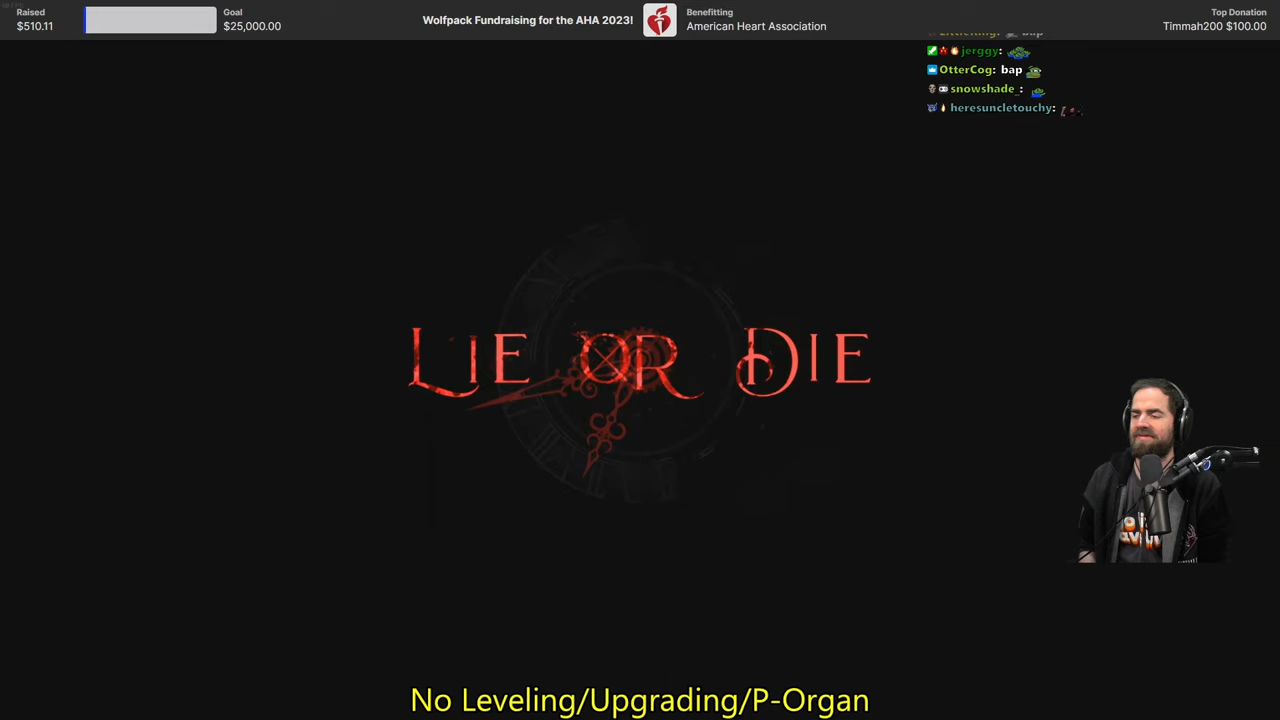 Raised
$510.11
Goal
$25,000.00
Wolfpack Fundraising for the AHA 2023!
Benefitting
American Heart Association
Top Donation
Timmah200 $100.00
jerggy:
OtterCog: bap
snowshade_:
heresuncletouchy:
LIE OR DIE
No Leveling/Upgrading/P-Organ